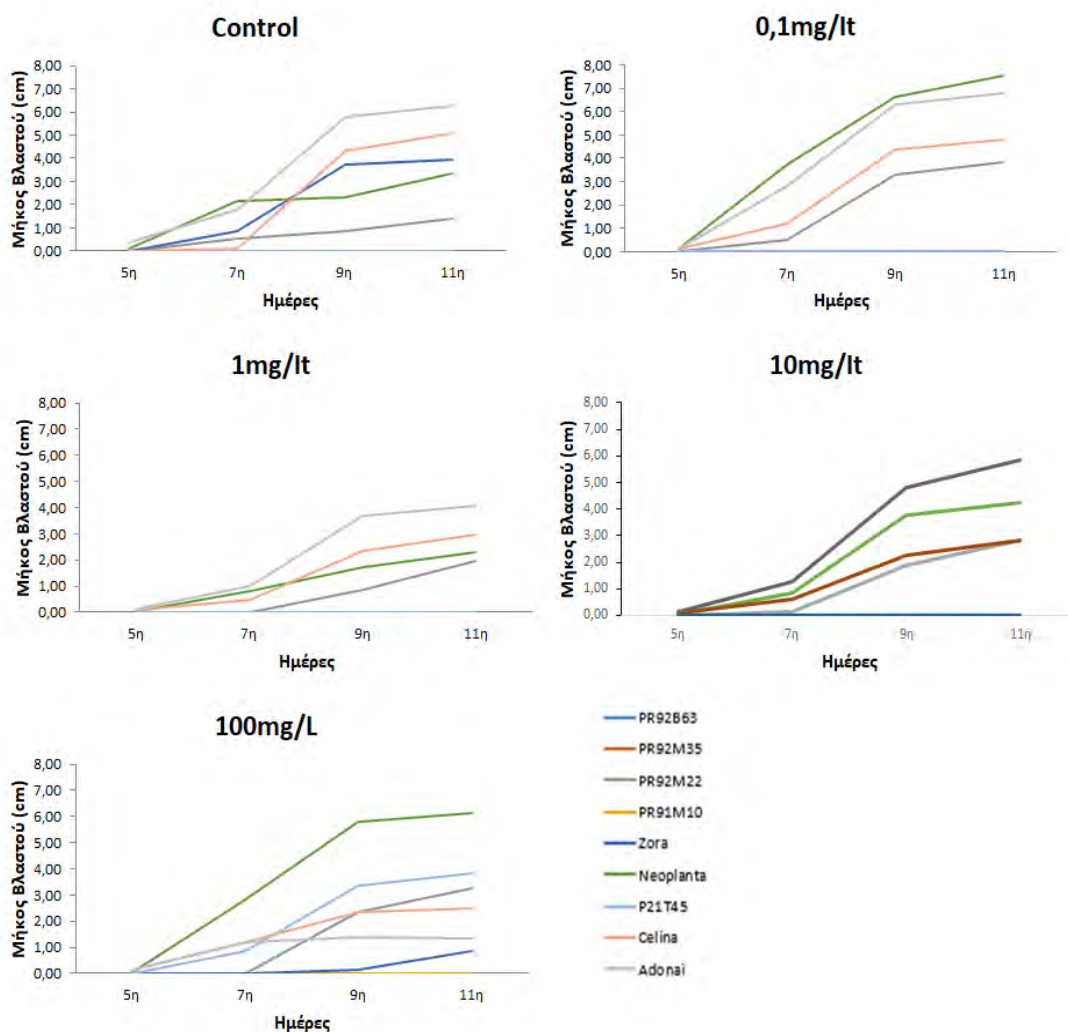 Control
Μήκος Βλαστού (cm)
8,00
7,00
6,00
5,00
4,00
3,00
2,00
1,00
0,00
5η 7η 9η 11η
Ημέρες
0,1mg/lt
Μήκος Βλαστού (cm)
8,00
7,00
6,00
5,00
4,00
3,00
2,00
1,00
0,00
5η 7η 9η 11η
Ημέρες
1mg/lt
Μήκος Βλαστού (cm)
8,00
7,00
6,00
5,00
4,00
3,00
2,00
1,00
0,00
5η 7η 9η 11η
Ημέρες
10mg/lt
Μήκος Βλαστού (cm)
8,00
7,00
6,00
5,00
4,00
3,00
2,00
1,00
0,00
5η 7η 9η 11η
Ημέρες
100mg/L
Μήκος Βλαστού (cm)
8,00
7,00
6,00
5,00
4,00
3,00
2,00
1,00
0,00
5η 7η 9η 11η
Ημέρες
PR92B63
PR92M35
PR92M22
PR91M10
Zora
Neoplanta
P21T45
Celina
Adonai